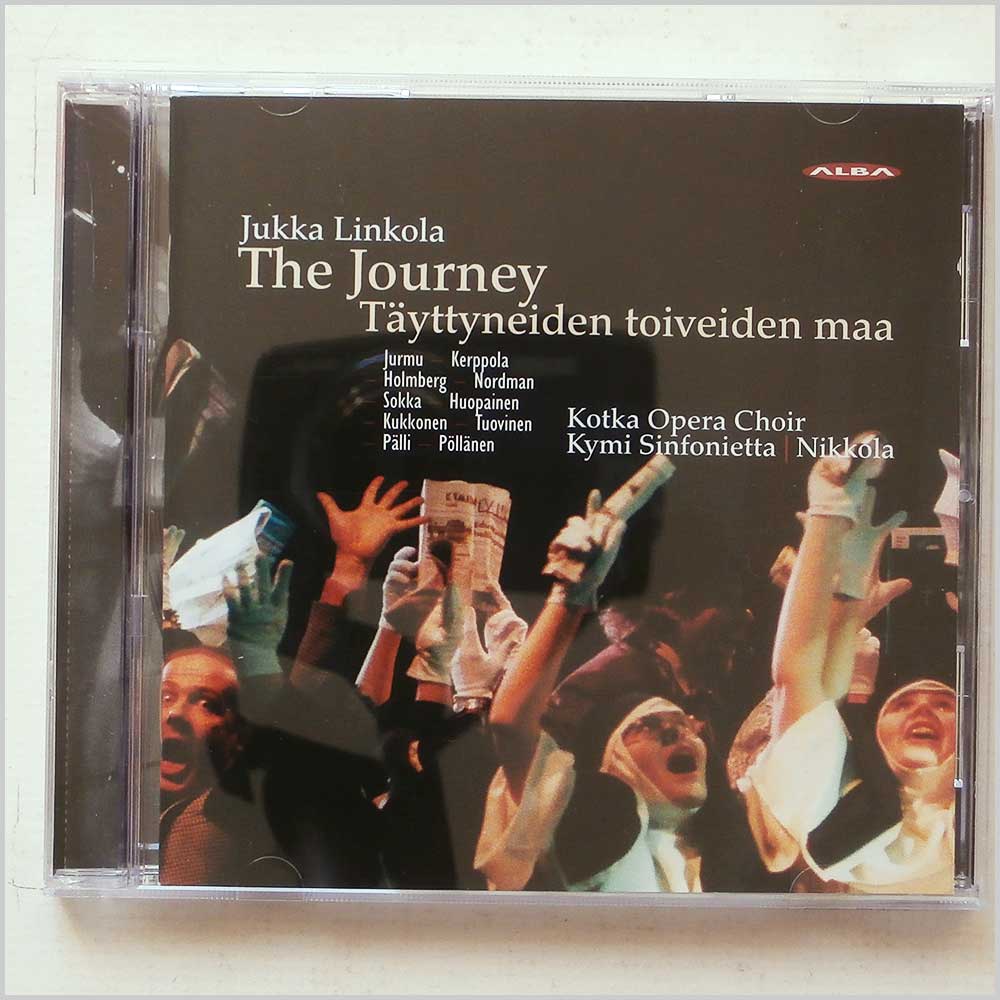 ALBA
Jukka Linkola
The Journey
Täyttyneiden toiveiden maa
Jurmu – Kerppola
– Holmberg – Nordman
Sokka Huopainen
– Kukkonen – Tuovinen
– Pälli – Pöllänen
Kotka Opera Choir
Kymi Sinfonietta | Nikkola